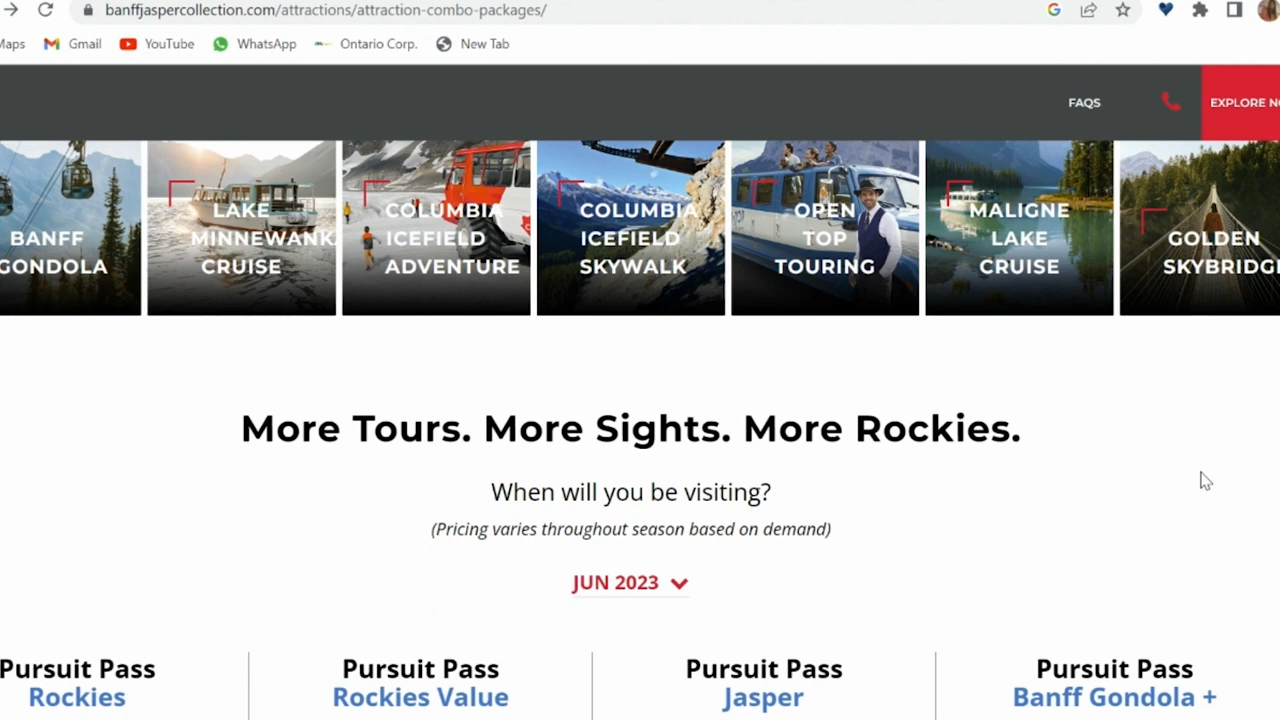 banffjaspercollection.com/attractions/attraction-combo-packages/
Maps Gmail YouTube WhatsApp Ontario Corp. New Tab
FAQS EXPLORE
BANFF
GONDOLA
LAKE
MINNEWANK
CRUISE
COLUMBIA
ICEFIELD
ADVENTURE
COLUMBIA
ICEFIELD
SKYWALK
OPEN
TOP
TOURING
MALIGNE
LAKE
CRUISE
GOLDEN
SKYBRIDG
More Tours. More Sights. More Rockies.
When will you be visiting?
(Pricing varies throughout season based on demand)
JUN 2023
Pursuit Pass
Rockies
Pursuit Pass
Rockies Value
Pursuit Pass
Jasper
Pursuit Pass
Banff Gondola +